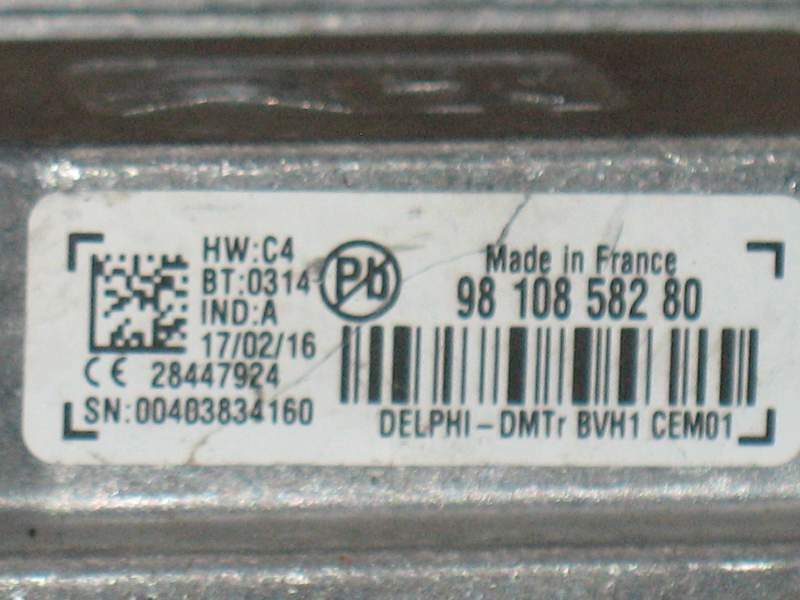 HW:C4
BT:0314
IND:A
17/02/16
CE 28447924
SN:00403834160
Pb
Made in France
98 108 582 80
DELPHI-DMTr BVH1 CEM01